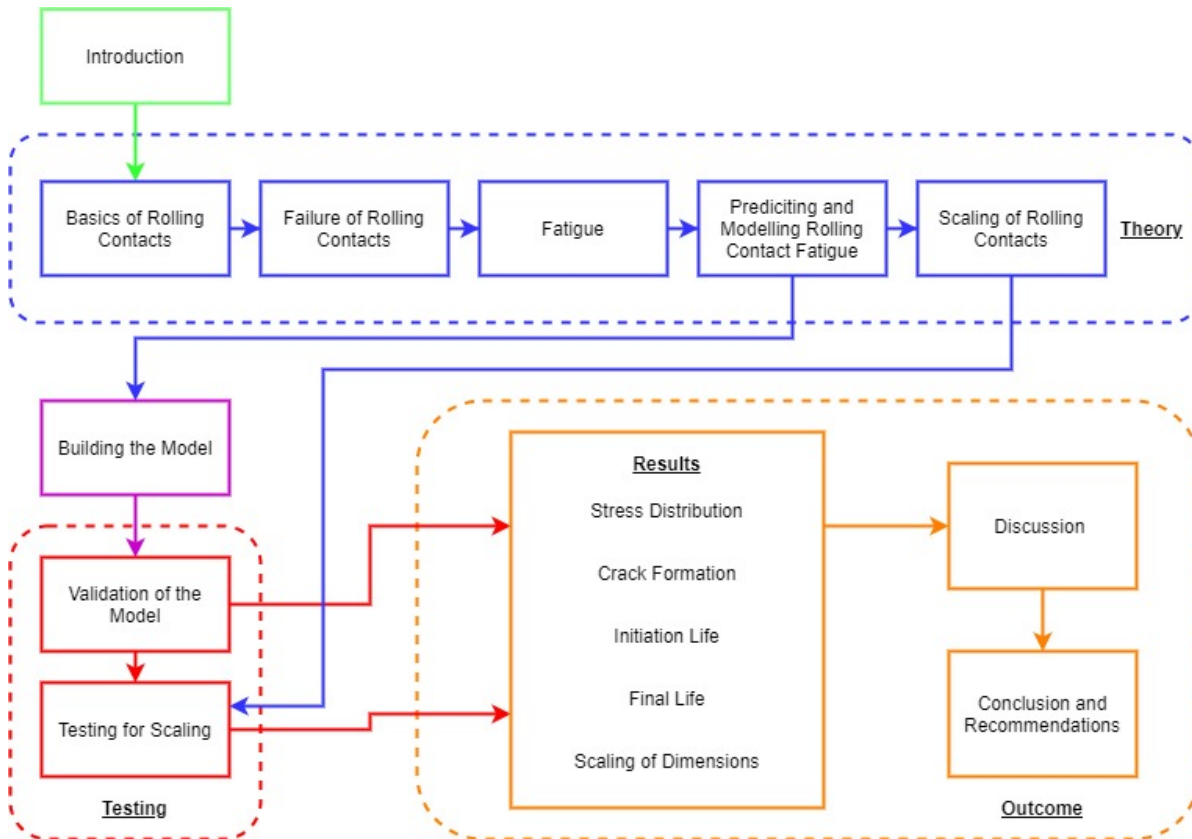 Introduction
Basics of Rolling
Contacts
Failure of Rolling
Contacts
Fatigue
Prediciting and
Modelling Rolling
Contact Fatigue
Scaling of Rolling
Contacts
Theory
Building the Model
Validation of the
Model
Testing for Scaling
Testing
Results
Stress Distribution
Crack Formation
Initiation Life
Final Life
Scaling of Dimensions
Discussion
Conclusion and
Recommendations
Outcome